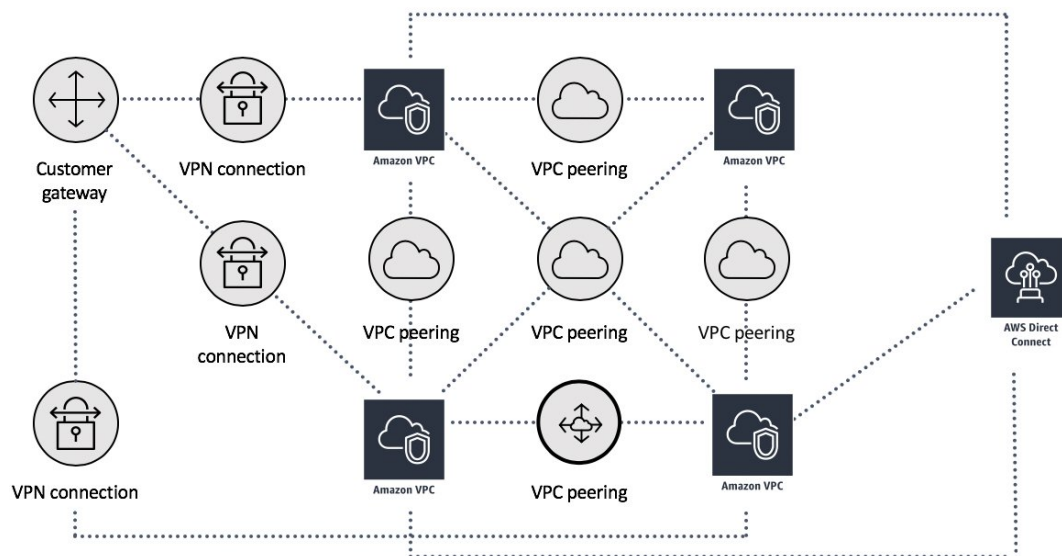 Customer
gateway
VPN connection
Amazon VPC
VPC peering
Amazon VPC
VPN
connection
VPC peering
VPC peering
VPC peering
AWS Direct
Connect
VPN connection
Amazon VPC
VPC peering
Amazon VPC